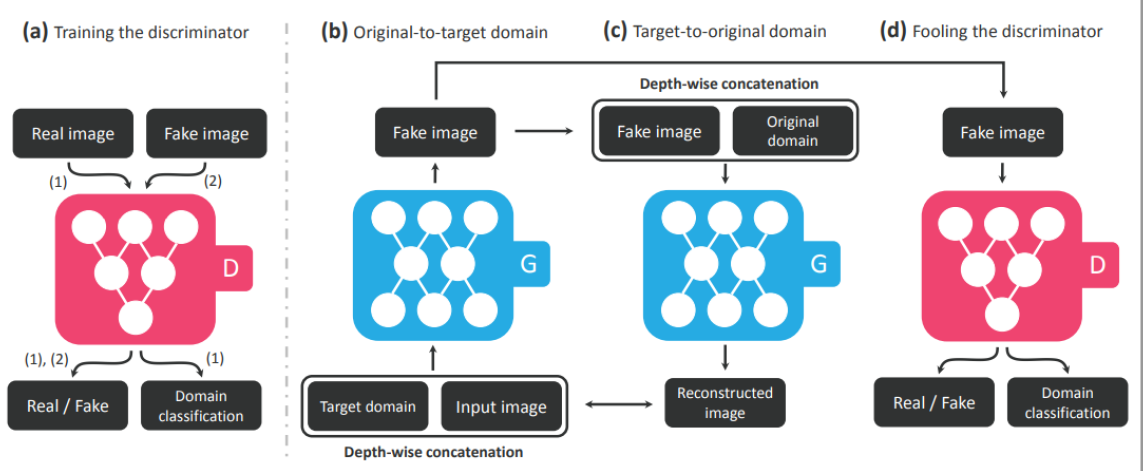 (a) Training the discriminator
(b) Original-to-target domain
(c) Target-to-original domain
(d) Fooling the discriminator
Real image
Fake image
(1)
(2)
D
(1), (2)
(1)
Real / Fake
Domain
classification
Fake image
G
Target domain
Input image
Depth-wise concatenation
Depth-wise concatenation
Fake image
Original
domain
G
Reconstructed
image
Fake image
D
Real / Fake
Domain
classification